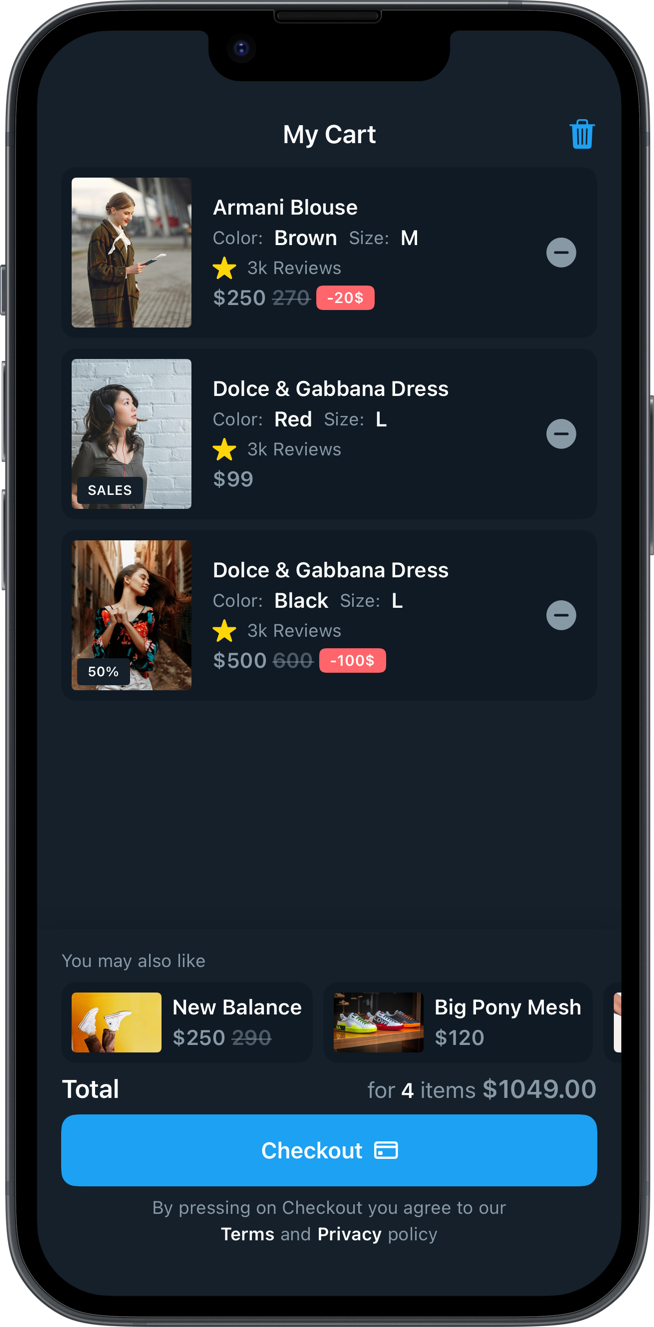 My Cart
Armani Blouse
Color: Brown Size: M
3k Reviews
$250 270 -20$
Dolce & Gabbana Dress
Color: Red Size: L
3k Reviews
$99
SALES
Dolce & Gabbana Dress
Color: Black Size: L
3k Reviews
$500 600 -100$
50%
You may also like
New Balance
$250 290
Big Pony Mesh
$120
Total for 4 items $1049.00
Checkout
By pressing on Checkout you agree to our
Terms and Privacy policy